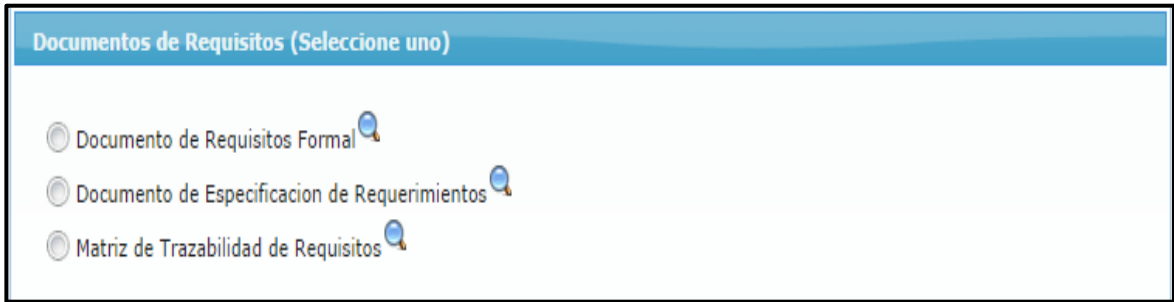 Documentos de Requisitos (Seleccione uno)
Documento de Requisitos Formal
Documento de Especificacion de Requerimientos
Matriz de Trazabilidad de Requisitos